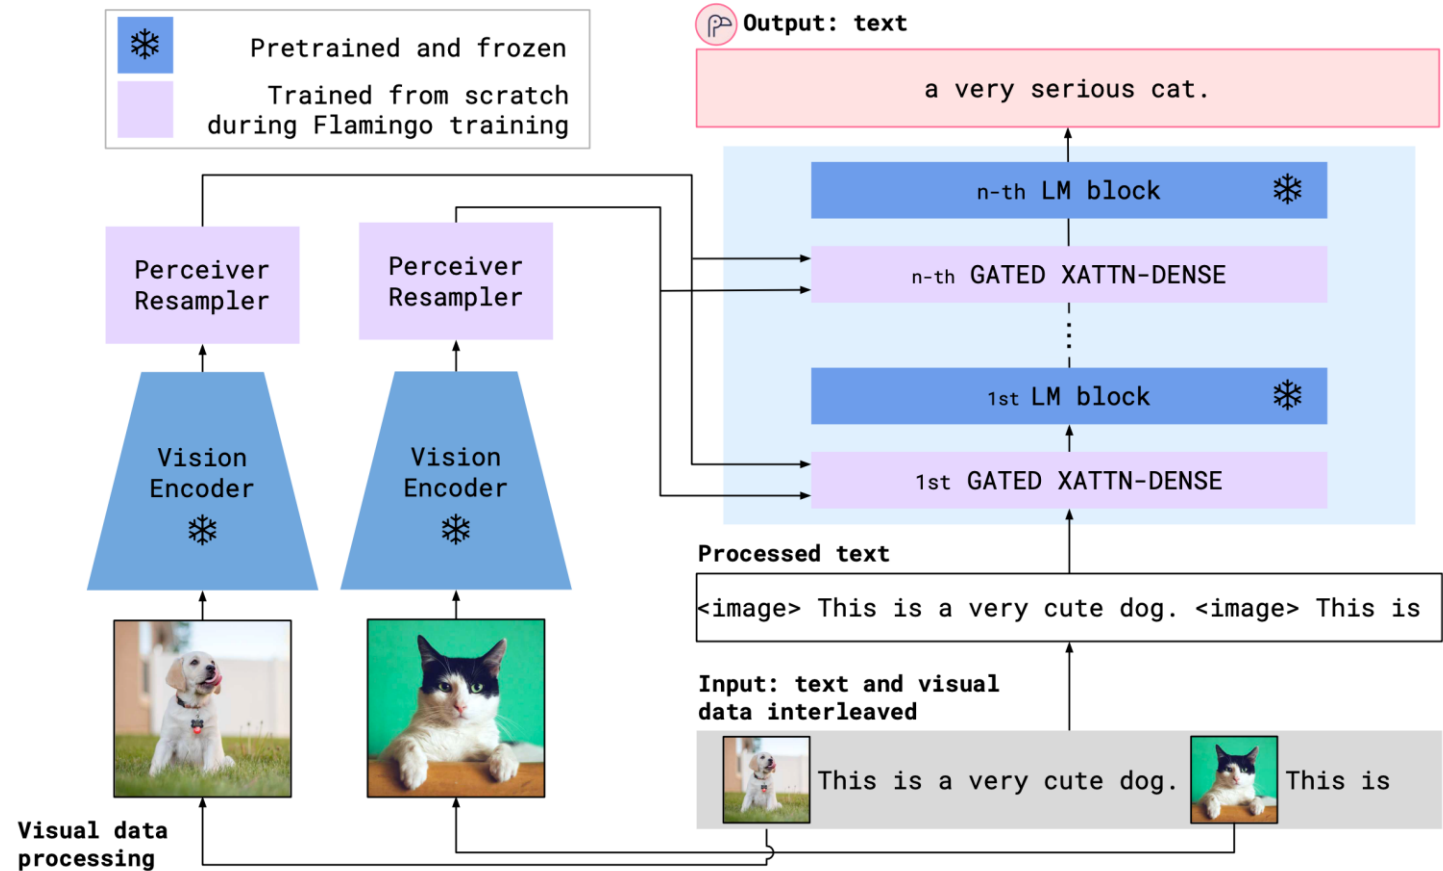 Pretrained and frozen
Trained from scratch
during Flamingo training
Output: text
a very serious cat.
n-th LM block
n-th GATED XATTN-DENSE
1st LM block
1st GATED XATTN-DENSE
Perceiver
Resampler
Perceiver
Resampler
Vision
Encoder
Vision
Encoder
Processed text
<image> This is a very cute dog. <image> This is
Input: text and visual
data interleaved
This is a very cute dog.
This is
Visual data
processing